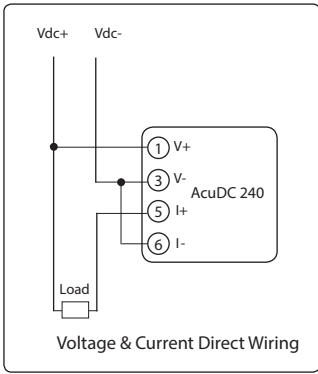 Vdc+ Vdc-
1 V+
3 V-
AcuDC 240
5 I+
6 I-
Load
Voltage & Current Direct Wiring